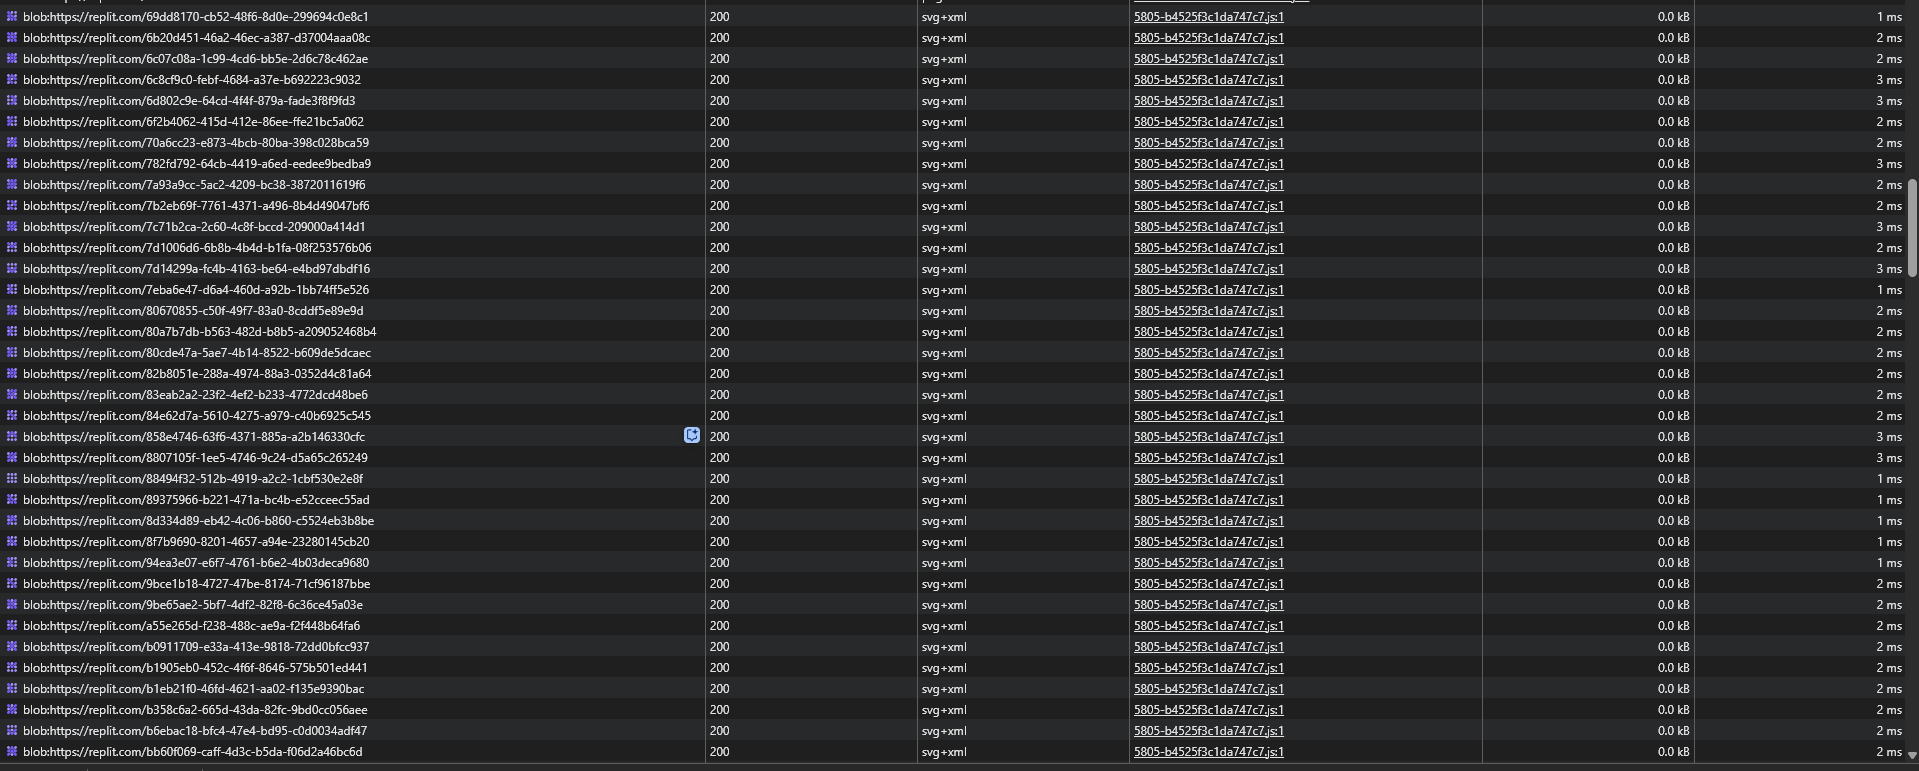 blob:https://replit.com/69dd8170-cb52-48f6-8d0e-299694c0e8c1 200 svg+xml 5805-b4525f3c1da747c7.js:1 0.0 kB 1 ms
blob:https://replit.com/6b20d451-46a2-46ec-a387-d37004aaa08c 200 svg+xml 5805-b4525f3c1da747c7.js:1 0.0 kB 2 ms
blob:https://replit.com/6c07c08a-1c99-4cd6-bb5e-2d6c78c462ae 200 svg+xml 5805-b4525f3c1da747c7.js:1 0.0 kB 2 ms
blob:https://replit.com/6c8cf9c0-febf-4684-a37e-b692223c9032 200 svg+xml 5805-b4525f3c1da747c7.js:1 0.0 kB 3 ms
blob:https://replit.com/6d802c9e-64cd-4f4f-879a-fade3f8f9fd3 200 svg+xml 5805-b4525f3c1da747c7.js:1 0.0 kB 3 ms
blob:https://replit.com/6f2b4062-415d-412e-86ee-ffe21bc5a062 200 svg+xml 5805-b4525f3c1da747c7.js:1 0.0 kB 2 ms
blob:https://replit.com/70a6cc23-e873-4bcb-80ba-398c028bca59 200 svg+xml 5805-b4525f3c1da747c7.js:1 0.0 kB 2 ms
blob:https://replit.com/782fd792-64cb-4419-a6ed-eedee9bedba9 200 svg+xml 5805-b4525f3c1da747c7.js:1 0.0 kB 3 ms
blob:https://replit.com/7a93a9cc-5ac2-4209-bc38-3872011619f6 200 svg+xml 5805-b4525f3c1da747c7.js:1 0.0 kB 2 ms
blob:https://replit.com/7b2eb69f-7761-4371-a496-8b4d49047bf6 200 svg+xml 5805-b4525f3c1da747c7.js:1 0.0 kB 2 ms
blob:https://replit.com/7c71b2ca-2c60-4c8f-bccd-209000a414d1 200 svg+xml 5805-b4525f3c1da747c7.js:1 0.0 kB 3 ms
blob:https://replit.com/7d1006d6-6b8b-4b4d-b1fa-08f253576b06 200 svg+xml 5805-b4525f3c1da747c7.js:1 0.0 kB 2 ms
blob:https://replit.com/7d14299a-fc4b-4163-be64-e4bd97dbdf16 200 svg+xml 5805-b4525f3c1da747c7.js:1 0.0 kB 3 ms
blob:https://replit.com/7eba6e47-d6a4-460d-a92b-1bb74ff5e526 200 svg+xml 5805-b4525f3c1da747c7.js:1 0.0 kB 1 ms
blob:https://replit.com/80670855-c50f-49f7-83a0-8cddf5e89e9d 200 svg+xml 5805-b4525f3c1da747c7.js:1 0.0 kB 2 ms
blob:https://replit.com/80a7b7db-b563-482d-b8b5-a209052468b4 200 svg+xml 5805-b4525f3c1da747c7.js:1 0.0 kB 2 ms
blob:https://replit.com/80cde47a-5ae7-4b14-8522-b609de5dcaec 200 svg+xml 5805-b4525f3c1da747c7.js:1 0.0 kB 2 ms
blob:https://replit.com/82b8051e-288a-4974-88a3-0352d4c81a64 200 svg+xml 5805-b4525f3c1da747c7.js:1 0.0 kB 2 ms
blob:https://replit.com/83eab2a2-23f2-4ef2-b233-4772dcd48be6 200 svg+xml 5805-b4525f3c1da747c7.js:1 0.0 kB 2 ms
blob:https://replit.com/84e62d7a-5610-4275-a979-c40b6925c545 200 svg+xml 5805-b4525f3c1da747c7.js:1 0.0 kB 2 ms
blob:https://replit.com/858e4746-63f6-4371-885a-a2b146330cfc 200 svg+xml 5805-b4525f3c1da747c7.js:1 0.0 kB 3 ms
blob:https://replit.com/8807105f-1ee5-4746-9c24-d5a65c265249 200 svg+xml 5805-b4525f3c1da747c7.js:1 0.0 kB 3 ms
blob:https://replit.com/88494f32-512b-4919-a2c2-1cbf530e2e8f 200 svg+xml 5805-b4525f3c1da747c7.js:1 0.0 kB 1 ms
blob:https://replit.com/89375966-b221-471a-bc4b-e52cceec55ad 200 svg+xml 5805-b4525f3c1da747c7.js:1 0.0 kB 1 ms
blob:https://replit.com/8d334d89-eb42-4c06-b860-c5524eb3b8be 200 svg+xml 5805-b4525f3c1da747c7.js:1 0.0 kB 1 ms
blob:https://replit.com/8f7b9690-8201-4657-a94e-23280145cb20 200 svg+xml 5805-b4525f3c1da747c7.js:1 0.0 kB 1 ms
blob:https://replit.com/94ea3e07-e6f7-4761-b6e2-4b03deca9680 200 svg+xml 5805-b4525f3c1da747c7.js:1 0.0 kB 1 ms
blob:https://replit.com/9bce1b18-4727-47be-8174-71cf96187bbe 200 svg+xml 5805-b4525f3c1da747c7.js:1 0.0 kB 2 ms
blob:https://replit.com/9be65ae2-5bf7-4df2-82f8-6c36ce45a03e 200 svg+xml 5805-b4525f3c1da747c7.js:1 0.0 kB 2 ms
blob:https://replit.com/a55e265d-f238-488c-ae9a-f2f448b64fa6 200 svg+xml 5805-b4525f3c1da747c7.js:1 0.0 kB 2 ms
blob:https://replit.com/b0911709-e33a-413e-9818-72dd0bfcc937 200 svg+xml 5805-b4525f3c1da747c7.js:1 0.0 kB 2 ms
blob:https://replit.com/b1905eb0-452c-4f6f-8646-575b501ed441 200 svg+xml 5805-b4525f3c1da747c7.js:1 0.0 kB 2 ms
blob:https://replit.com/b1eb21f0-46fd-4621-aa02-f135e9390bac 200 svg+xml 5805-b4525f3c1da747c7.js:1 0.0 kB 2 ms
blob:https://replit.com/b358c6a2-665d-43da-82fc-9bd0cc056aee 200 svg+xml 5805-b4525f3c1da747c7.js:1 0.0 kB 2 ms
blob:https://replit.com/b6ebac18-bfc4-47e4-bd95-c0d0034adf47 200 svg+xml 5805-b4525f3c1da747c7.js:1 0.0 kB 2 ms
blob:https://replit.com/bb60f069-caff-4d3c-b5da-f06d2a46bc6d 200 svg+xml 5805-b4525f3c1da747c7.js:1 0.0 kB 2 ms